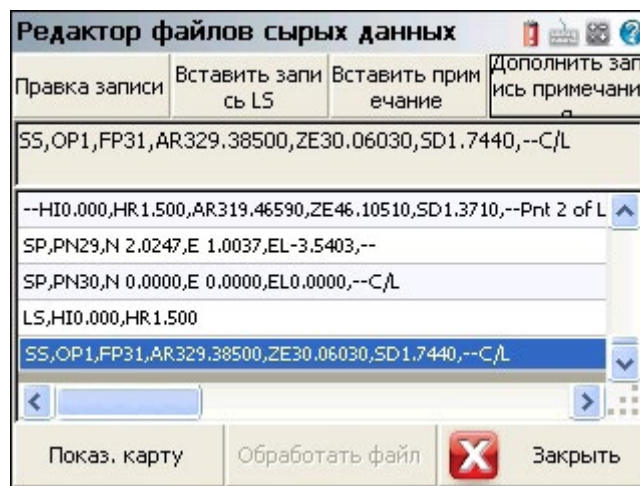 Редактор файлов сырых данных
Правка записи
Вставить запи
сь LS
Вставить прим
ечание
Дополнить зап
ись примечани
SS,OP1,FP31,AR329.38500,ZE30.06030,SD1.7440,--C/L
--HI0.000,HR1.500,AR319.46590,ZE46.10510,SD1.3710,--Pnt 2 of L
SP,PN29,N 2.0247,E 1.0037,EL-3.5403,--
SP,PN30,N 0.0000,E 0.0000,EL0.0000,--C/L
LS,HI0.000,HR1.500
SS,OP1,FP31,AR329.38500,ZE30.06030,SD1.7440,--C/L
Показ. карту
Обработать файл
Закрыть